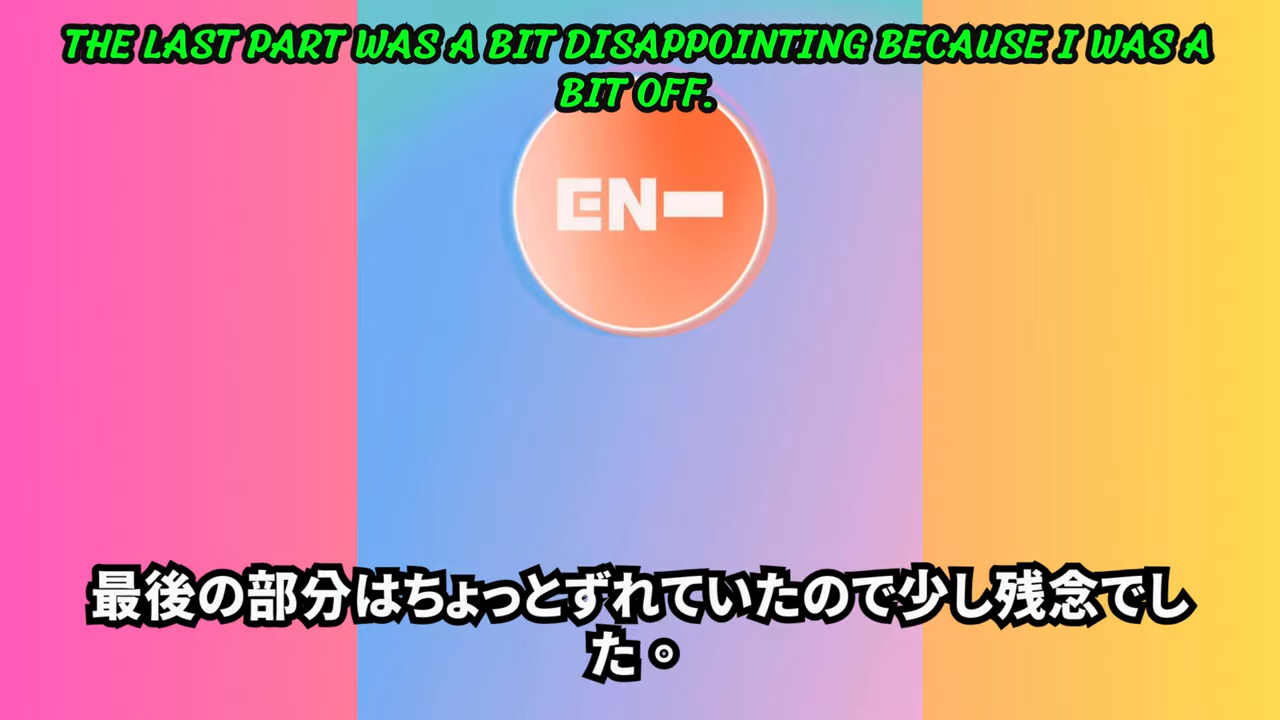 THE LAST PART WAS A BIT DISAPPOINTING BECAUSE I WAS A
BIT OFF.
EN-
最後の部分はちょっとずれていたので少し残念でし
た。